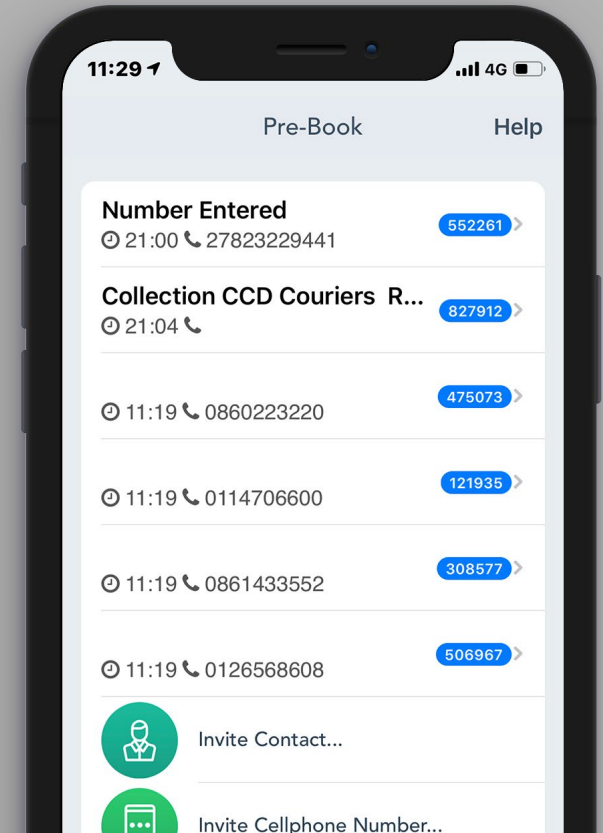 11:29 4G
Pre-Book Help
Number Entered
552261
21:00 27823229441
Collection CCD Couriers R...
827912
21:04
475073
11:19 0860223220
121935
11:19 0114706600
308577
11:19 0861433552
506967
11:19 0126568608
Invite Contact...
Invite Cellphone Number...